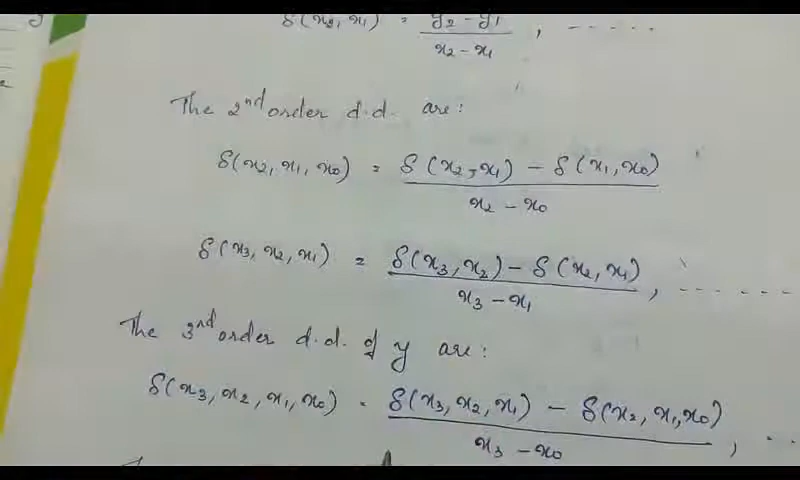 δ(x2, x1) = y2 - y1 / x2 - x1 , ------
The 2nd order d.d. are:
δ(x2, x1, x0) = δ(x2, x1) - δ(x1, x0) / x2 - x0
δ(x3, x2, x1) = δ(x3, x2) - δ(x2, x1) / x3 - x1 , .......
The 3nd order d.d. of y are:
δ(x3, x2, x1, x0) = δ(x3, x2, x1) - δ(x2, x1, x0) / x3 - x0 , ..